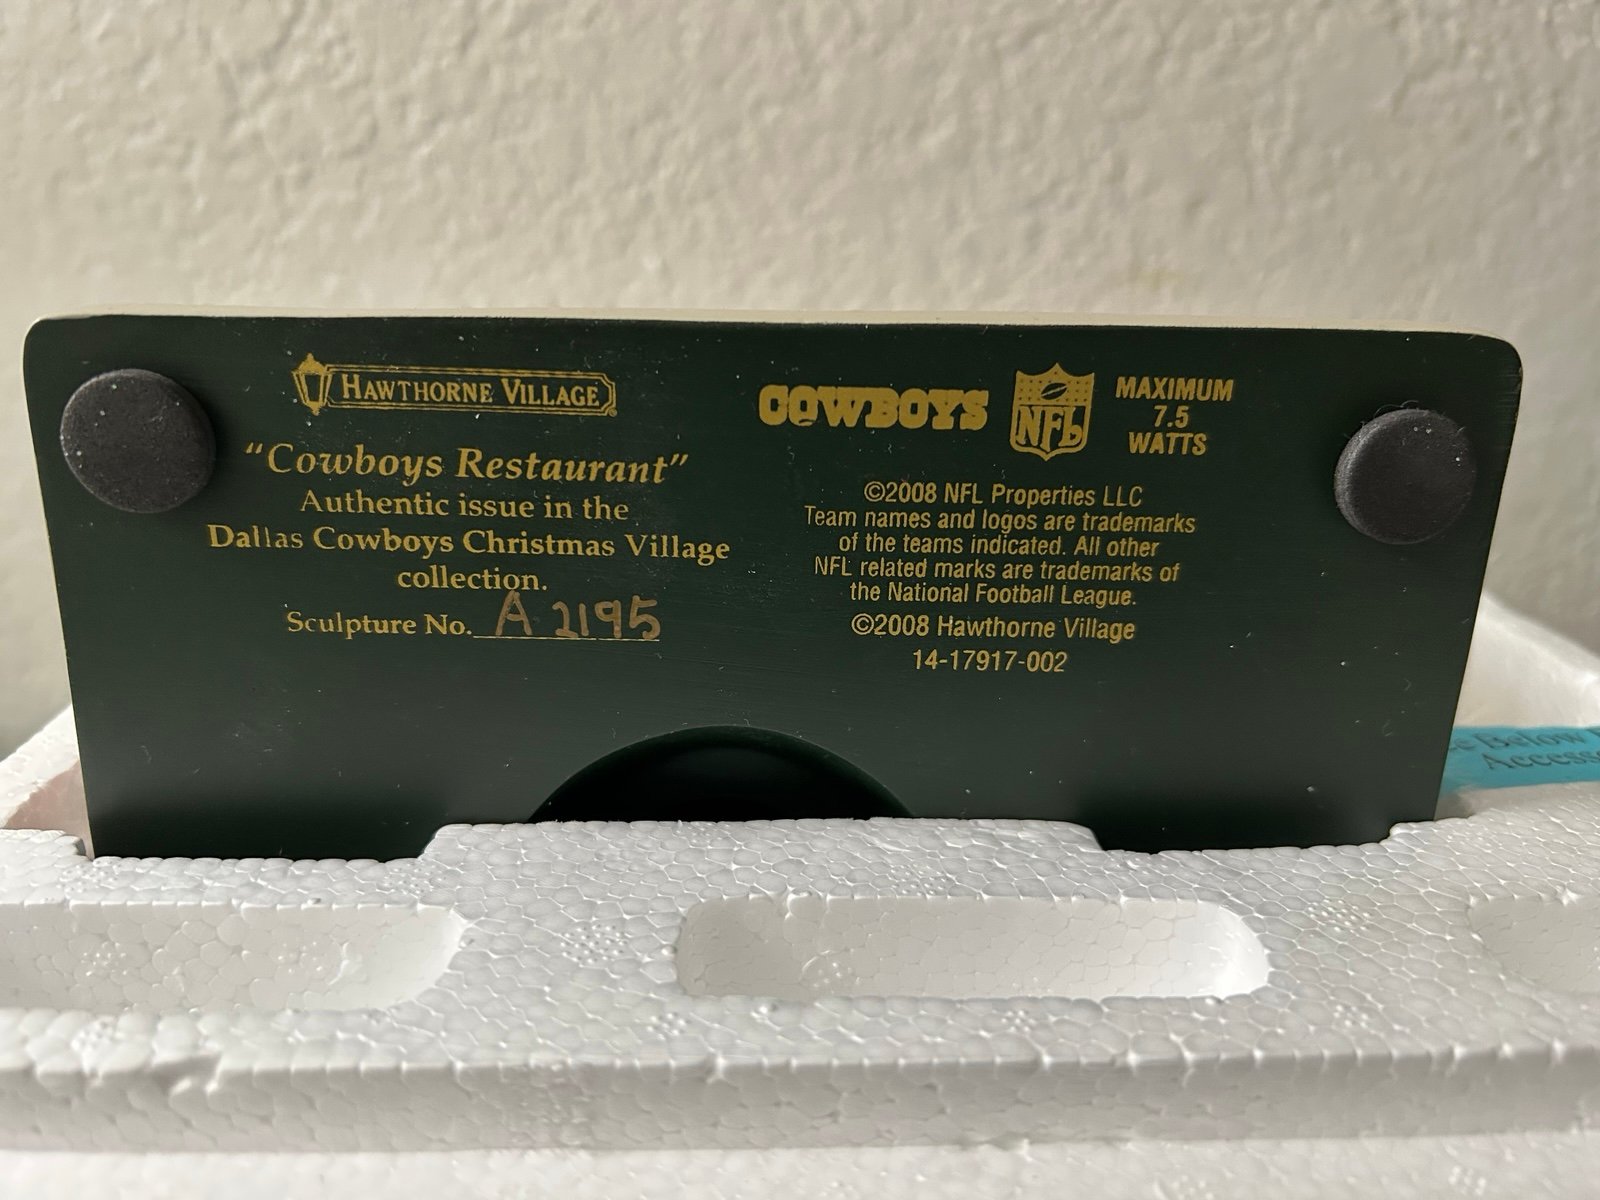 HAWTHORNE VILLAGE
"Cowboys Restaurant"
Authentic issue in the
Dallas Cowboys Christmas Village
collection.
Sculpture No. A 2195
COWBOYS
NFL
MAXIMUM
7.5
WATTS
©2008 NFL Properties LLC
Team names and logos are trademarks
of the teams indicated. All other
NFL related marks are trademarks of
the National Football League.
©2008 Hawthorne Village
14-17917-002
Below